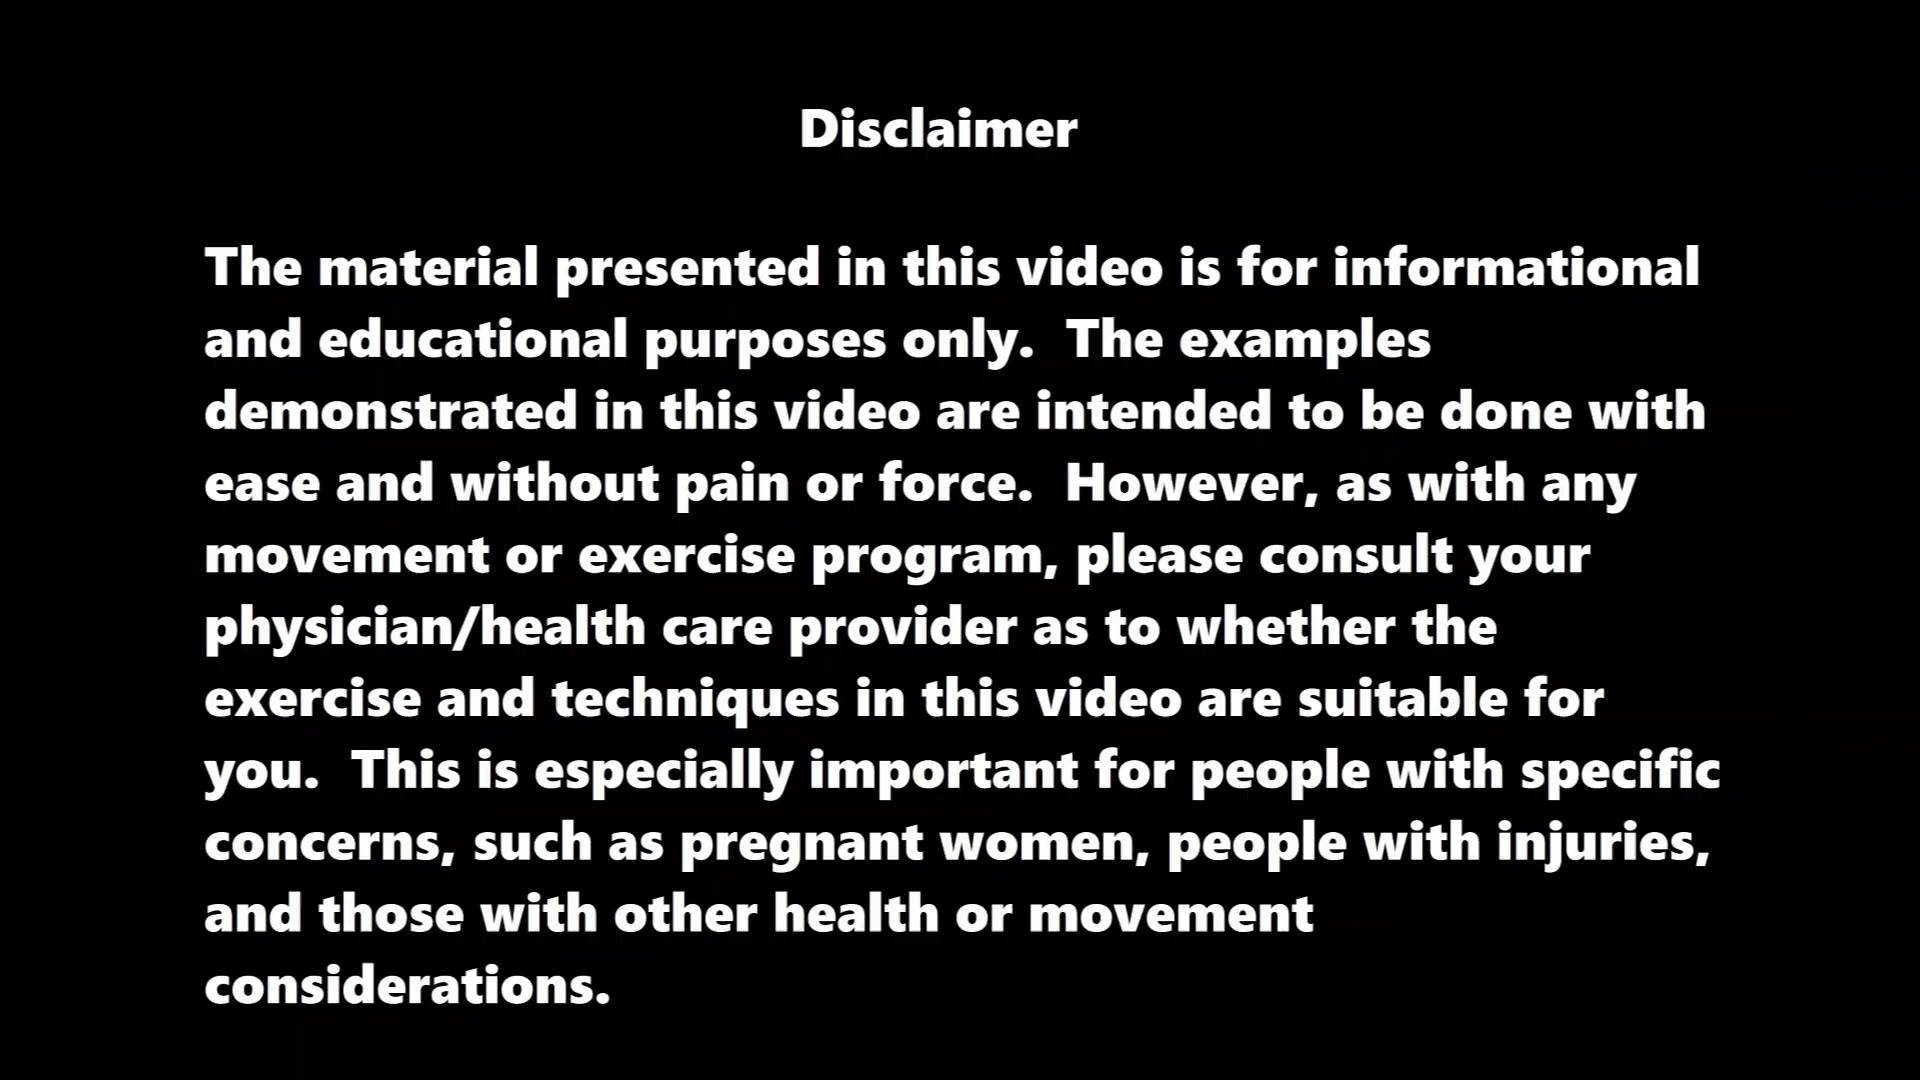 Disclaimer
The material presented in this video is for informational
and educational purposes only.  The examples
demonstrated in this video are intended to be done with
ease and without pain or force.  However, as with any
movement or exercise program, please consult your
physician/health care provider as to whether the
exercise and techniques in this video are suitable for
you.  This is especially important for people with specific
concerns, such as pregnant women, people with injuries,
and those with other health or movement
considerations.